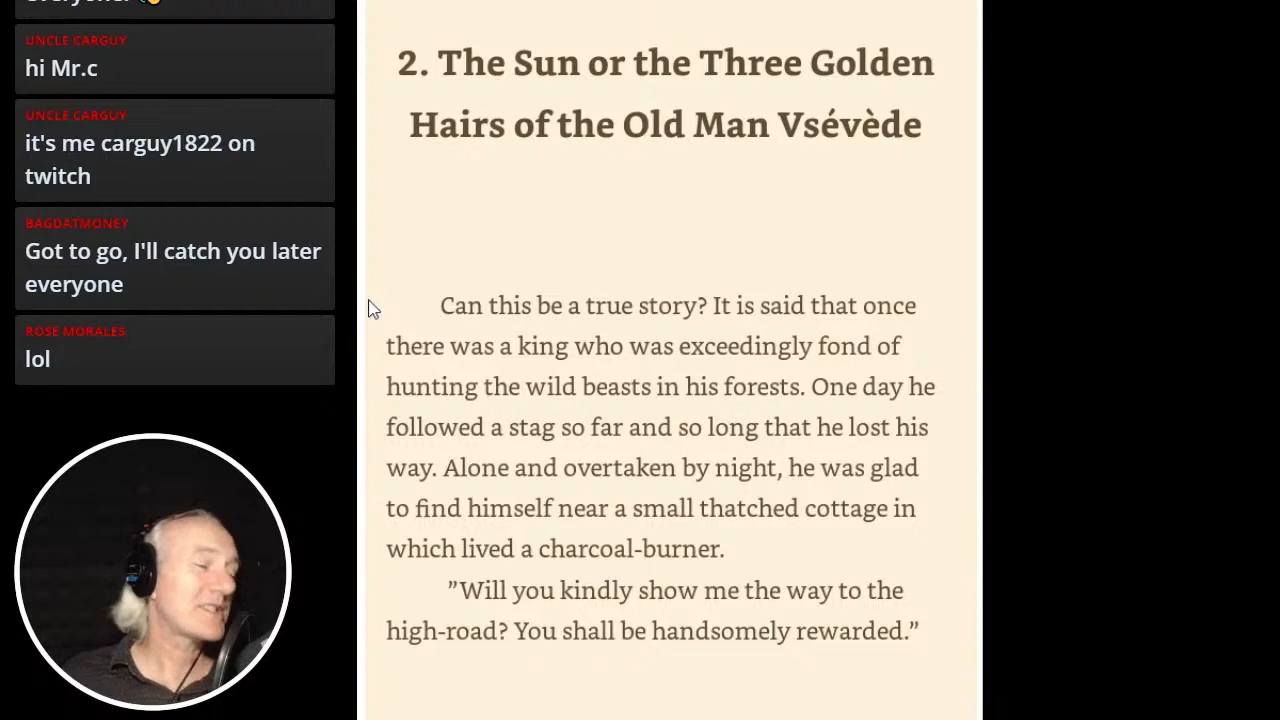 UNCLE CARGUY
hi Mr.c
UNCLE CARGUY
it's me carguy1822 on
twitch
BAGDATMONEY
Got to go, I'll catch you later
everyone
ROSE MORALES
lol
2. The Sun or the Three Golden
Hairs of the Old Man Vsévède
Can this be a true story? It is said that once
there was a king who was exceedingly fond of
hunting the wild beasts in his forests. One day he
followed a stag so far and so long that he lost his
way. Alone and overtaken by night, he was glad
to find himself near a small thatched cottage in
which lived a charcoal-burner.
”Will you kindly show me the way to the
high-road? You shall be handsomely rewarded.”